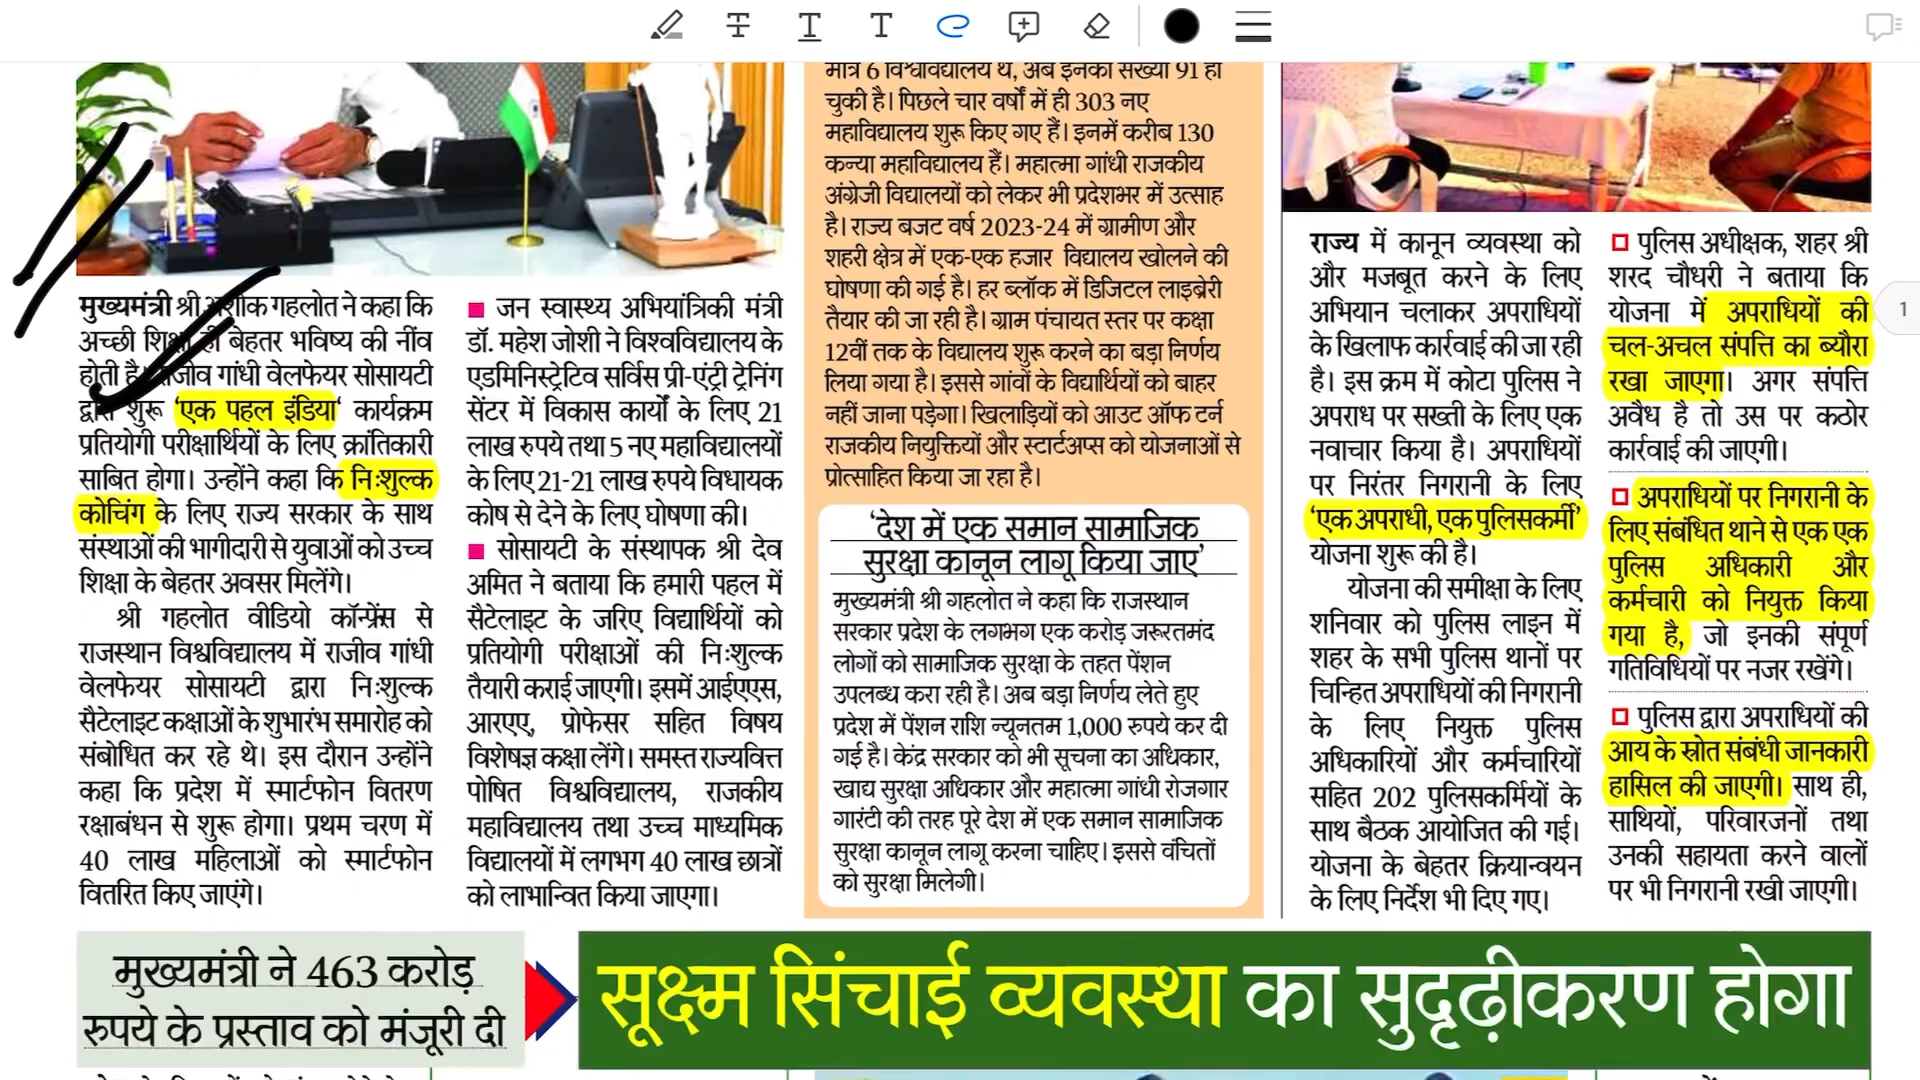 मुख्यमंत्री श्री अशोक गहलोत ने कहा कि
अच्छी शिक्षा ही बेहतर भविष्य की नींव
होती है। राजीव गांधी वेलफेयर सोसायटी
द्वारा शुरू ‘एक पहल इंडिया‘ कार्यक्रम
प्रतियोगी परीक्षार्थियों के लिए क्रांतिकारी
साबित होगा। उन्होंने कहा कि निःशुल्क
कोचिंग के लिए राज्य सरकार के साथ
संस्थाओं की भागीदारी से युवाओं को उच्च
शिक्षा के बेहतर अवसर मिलेंगे।
श्री गहलोत वीडियो कॉन्फ्रेंस से
राजस्थान विश्वविद्यालय में राजीव गांधी
वेलफेयर सोसायटी द्वारा निःशुल्क
सैटेलाइट कक्षाओं के शुभारंभ समारोह को
संबोधित कर रहे थे। इस दौरान उन्होंने
कहा कि प्रदेश में स्मार्टफोन वितरण
रक्षाबंधन से शुरू होगा। प्रथम चरण में
40 लाख महिलाओं को स्मार्टफोन
वितरित किए जाएंगे।
जन स्वास्थ्य अभियांत्रिकी मंत्री
डॉ. महेश जोशी ने विश्वविद्यालय के
एडमिनिस्ट्रेटिव सर्विस प्री-एंट्री ट्रेनिंग
सेंटर में विकास कार्यों के लिए 21
लाख रुपये तथा 5 नए महाविद्यालयों
के लिए 21-21 लाख रुपये विधायक
कोष से देने के लिए घोषणा की।
सोसायटी के संस्थापक श्री देव
अमित ने बताया कि हमारी पहल में
सैटेलाइट के जरिए विद्यार्थियों को
प्रतियोगी परीक्षाओं की निःशुल्क
तैयारी कराई जाएगी। इसमें आईएएस,
आरएए, प्रोफेसर सहित विषय
विशेषज्ञ कक्षा लेंगे। समस्त राज्यवित्त
पोषित विश्वविद्यालय, राजकीय
महाविद्यालय तथा उच्च माध्यमिक
विद्यालयों में लगभग 40 लाख छात्रों
को लाभान्वित किया जाएगा।
मात्र 6 विश्वविद्यालय थे, अब इनकी संख्या 91 हो
चुकी है। पिछले चार वर्षों में ही 303 नए
महाविद्यालय शुरू किए गए हैं। इनमें करीब 130
कन्या महाविद्यालय हैं। महात्मा गांधी राजकीय
अंग्रेजी विद्यालयों को लेकर भी प्रदेशभर में उत्साह
है। राज्य बजट वर्ष 2023-24 में ग्रामीण और
शहरी क्षेत्र में एक-एक हजार विद्यालय खोलने की
घोषणा की गई है। हर ब्लॉक में डिजिटल लाइब्रेरी
तैयार की जा रही है। ग्राम पंचायत स्तर पर कक्षा
12वीं तक के विद्यालय शुरू करने का बड़ा निर्णय
लिया गया है। इससे गांवों के विद्यार्थियों को बाहर
नहीं जाना पड़ेगा। खिलाड़ियों को आउट ऑफ टर्न
राजकीय नियुक्तियों और स्टार्टअप्स को योजनाओं से
प्रोत्साहित किया जा रहा है।
‘देश में एक समान सामाजिक
सुरक्षा कानून लागू किया जाए’
मुख्यमंत्री श्री गहलोत ने कहा कि राजस्थान
सरकार प्रदेश के लगभग एक करोड़ जरूरतमंद
लोगों को सामाजिक सुरक्षा के तहत पेंशन
उपलब्ध करा रही है। अब बड़ा निर्णय लेते हुए
प्रदेश में पेंशन राशि न्यूनतम 1,000 रुपये कर दी
गई है। केंद्र सरकार को भी सूचना का अधिकार,
खाद्य सुरक्षा अधिकार और महात्मा गांधी रोजगार
गारंटी की तरह पूरे देश में एक समान सामाजिक
सुरक्षा कानून लागू करना चाहिए। इससे वंचितों
को सुरक्षा मिलेगी।
राज्य में कानून व्यवस्था को
और मजबूत करने के लिए
अभियान चलाकर अपराधियों
के खिलाफ कार्रवाई की जा रही
है। इस क्रम में कोटा पुलिस ने
अपराध पर सख्ती के लिए एक
नवाचार किया है। अपराधियों
पर निरंतर निगरानी के लिए
‘एक अपराधी, एक पुलिसकर्मी’
योजना शुरू की है।
योजना की समीक्षा के लिए
शनिवार को पुलिस लाइन में
शहर के सभी पुलिस थानों पर
चिन्हित अपराधियों की निगरानी
के लिए नियुक्त पुलिस
अधिकारियों और कर्मचारियों
सहित 202 पुलिसकर्मियों के
साथ बैठक आयोजित की गई।
योजना के बेहतर क्रियान्वयन
के लिए निर्देश भी दिए गए।
पुलिस अधीक्षक, शहर श्री
शरद चौधरी ने बताया कि
योजना में अपराधियों की
चल-अचल संपत्ति का ब्यौरा
रखा जाएगा। अगर संपत्ति
अवैध है तो उस पर कठोर
कार्रवाई की जाएगी।
अपराधियों पर निगरानी के
लिए संबंधित थाने से एक एक
पुलिस अधिकारी और
कर्मचारी को नियुक्त किया
गया है, जो इनकी संपूर्ण
गतिविधियों पर नजर रखेंगे।
पुलिस द्वारा अपराधियों की
आय के स्रोत संबंधी जानकारी
हासिल की जाएगी। साथ ही,
साथियों, परिवारजनों तथा
उनकी सहायता करने वालों
पर भी निगरानी रखी जाएगी।
1
मुख्यमंत्री ने 463 करोड़
रुपये के प्रस्ताव को मंजूरी दी
सूक्ष्म सिंचाई व्यवस्था का सुदृढ़ीकरण होगा